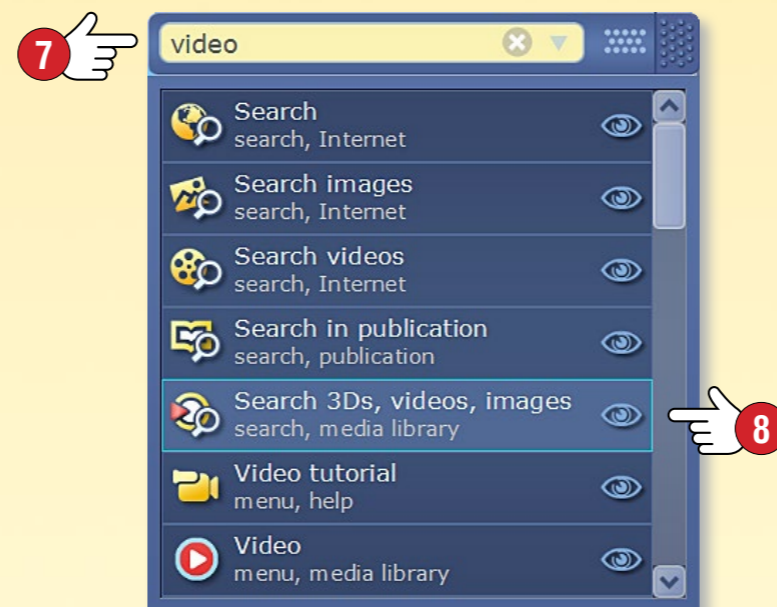 7
video
Search
search, Internet
Search images
search, Internet
Search videos
search, Internet
Search in publication
search, publication
Search 3Ds, videos, images
search, media library
8
Video tutorial
menu, help
Video
menu, media library